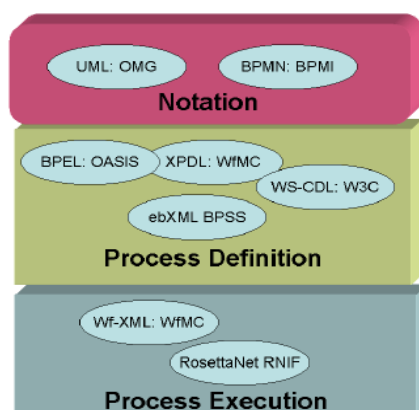 UML: OMG
BPMN: BPMI
Notation
BPEL: OASIS
XPDL: WfMC
WS-CDL: W3C
ebXML BPSS
Process Definition
Wf-XML: WfMC
RosettaNet RNIF
Process Execution